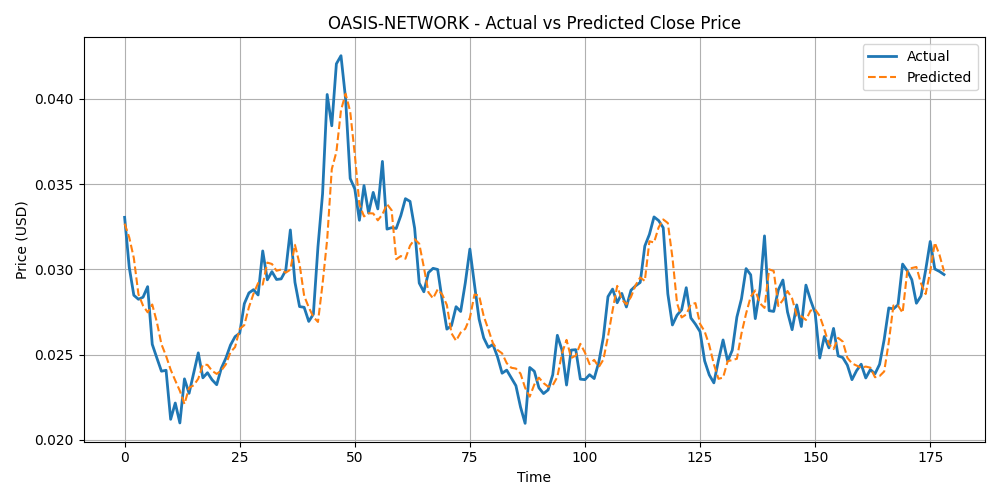 OASIS-NETWORK - Actual vs Predicted Close Price
Actual
Predicted
Price (USD)
0.040
0.035
0.030
0.025
0.020
0 25 50 75 100 125 150 175
Time